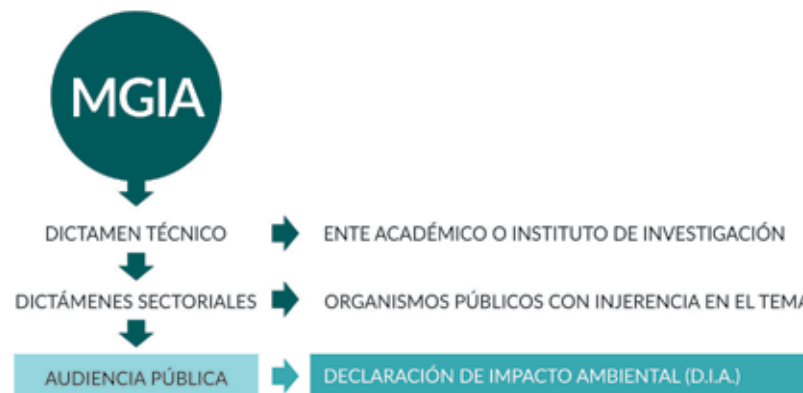 MGIA
DICTAMEN TÉCNICO
ENTE ACADÉMICO O INSTITUTO DE INVESTIGACIÓN
DICTÁMENES SECTORIALES
ORGANISMOS PÚBLICOS CON INJERENCIA EN EL TEMA
AUDIENCIA PÚBLICA
DECLARACIÓN DE IMPACTO AMBIENTAL (D.I.A.)